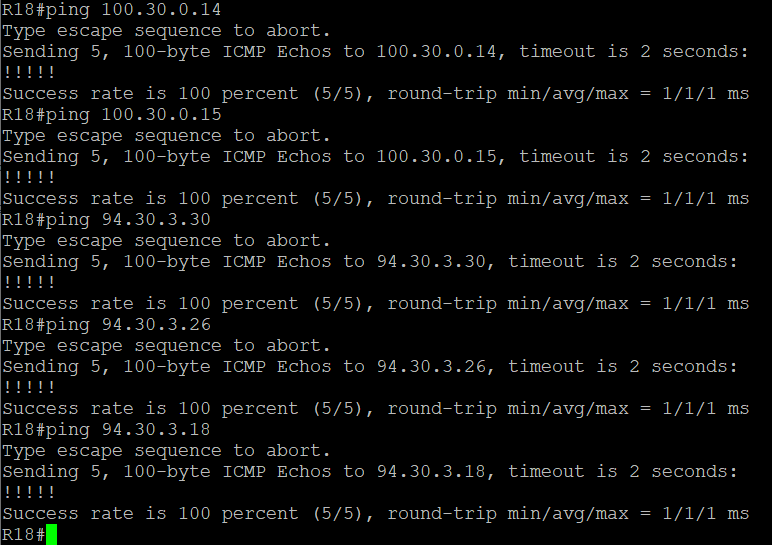 R18#ping 100.30.0.14
Type escape sequence to abort.
Sending 5, 100-byte ICMP Echos to 100.30.0.14, timeout is 2 seconds:
!!!!!
Success rate is 100 percent (5/5), round-trip min/avg/max = 1/1/1 ms
R18#ping 100.30.0.15
Type escape sequence to abort.
Sending 5, 100-byte ICMP Echos to 100.30.0.15, timeout is 2 seconds:
!!!!!
Success rate is 100 percent (5/5), round-trip min/avg/max = 1/1/1 ms
R18#ping 94.30.3.30
Type escape sequence to abort.
Sending 5, 100-byte ICMP Echos to 94.30.3.30, timeout is 2 seconds:
!!!!!
Success rate is 100 percent (5/5), round-trip min/avg/max = 1/1/1 ms
R18#ping 94.30.3.26
Type escape sequence to abort.
Sending 5, 100-byte ICMP Echos to 94.30.3.26, timeout is 2 seconds:
!!!!!
Success rate is 100 percent (5/5), round-trip min/avg/max = 1/1/1 ms
R18#ping 94.30.3.18
Type escape sequence to abort.
Sending 5, 100-byte ICMP Echos to 94.30.3.18, timeout is 2 seconds:
!!!!!
Success rate is 100 percent (5/5), round-trip min/avg/max = 1/1/1 ms
R18#